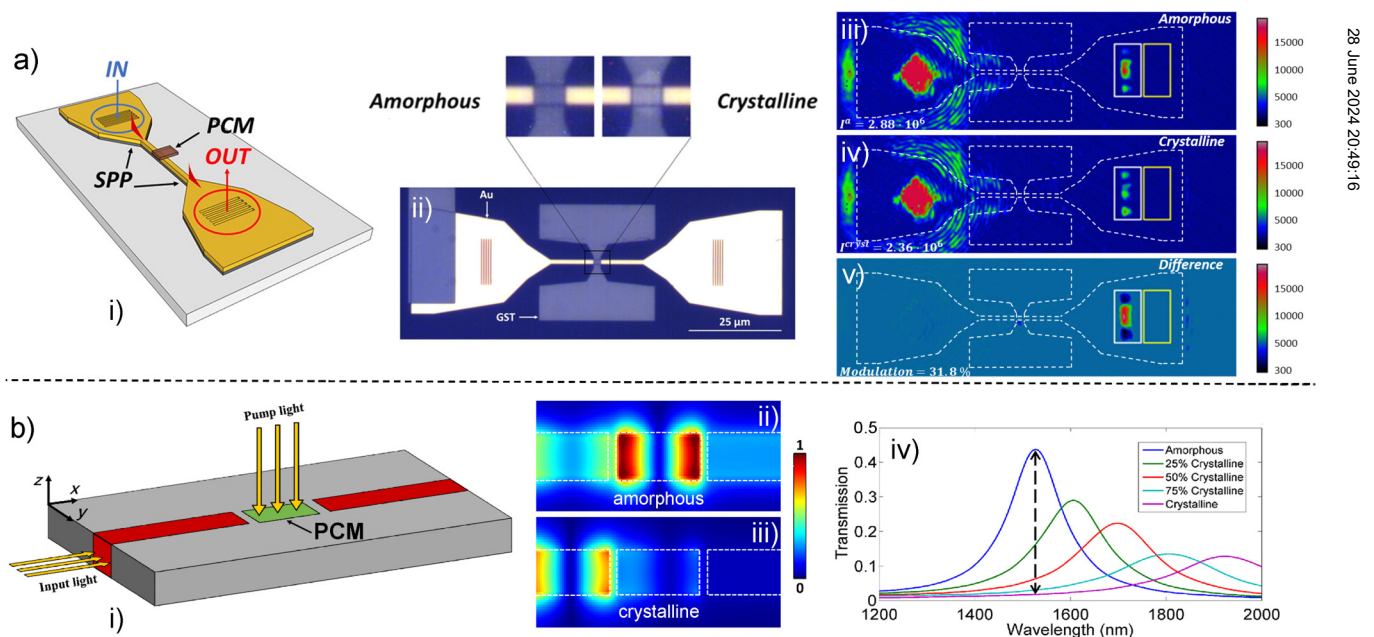 a)
IN
PCM
OUT
SPP
i)
Amorphous
Crystalline
ii)
Au
GST
25 µm
iii)
Amorphous
I^a = 2.88 · 10^6
15000
10000
5000
300
iv)
Crystalline
I^cryst = 2.36 · 10^6
15000
10000
5000
300
v)
Difference
Modulation = 31.8 %
15000
10000
5000
300
28 June 2024 20:49:16
b)
Pump light
z
x
y
PCM
Input light
i)
ii)
amorphous
iii)
crystalline
1
0
iv)
Transmission
0.5
0.4
0.3
0.2
0.1
0
Amorphous
25% Crystalline
50% Crystalline
75% Crystalline
Crystalline
1200 1400 1600 1800 2000
Wavelength (nm)